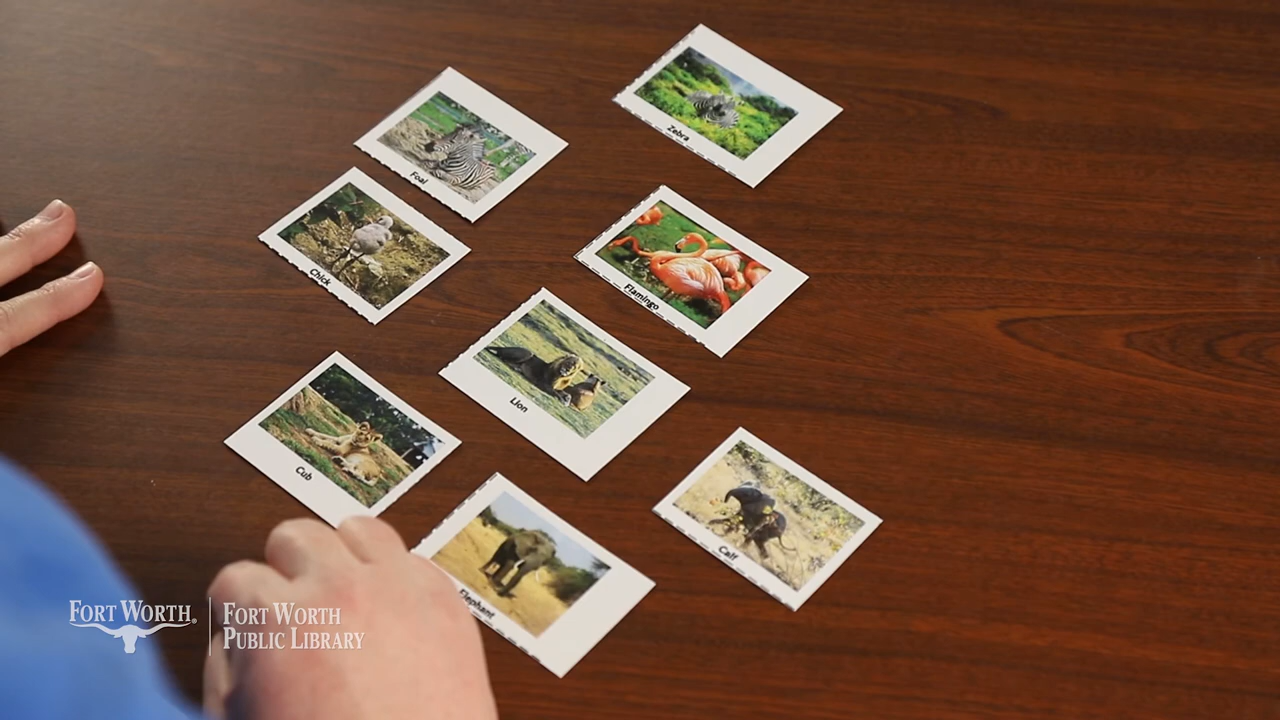 Zebra
Foal
Chick
Flamingo
Lion
Cub
Calf
Elephant
FORT WORTH®
FORT WORTH
PUBLIC LIBRARY